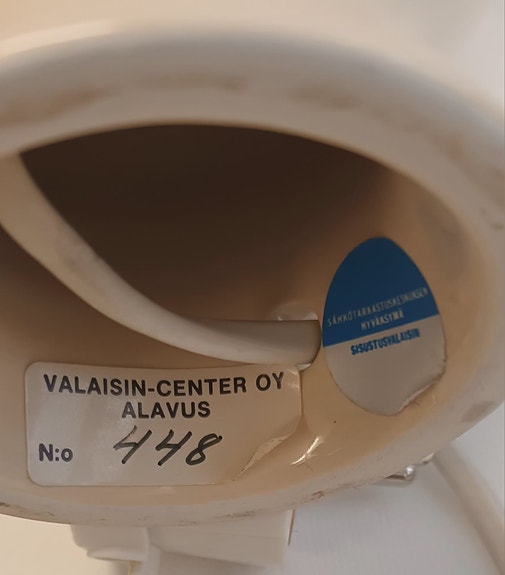 VALAISIN-CENTER OY
ALAVUS
N:o 448
SÄHKÖTARKASTUSKESKUKSEN
HYVÄKSYMÄ
SISUSTUSVALAISIN